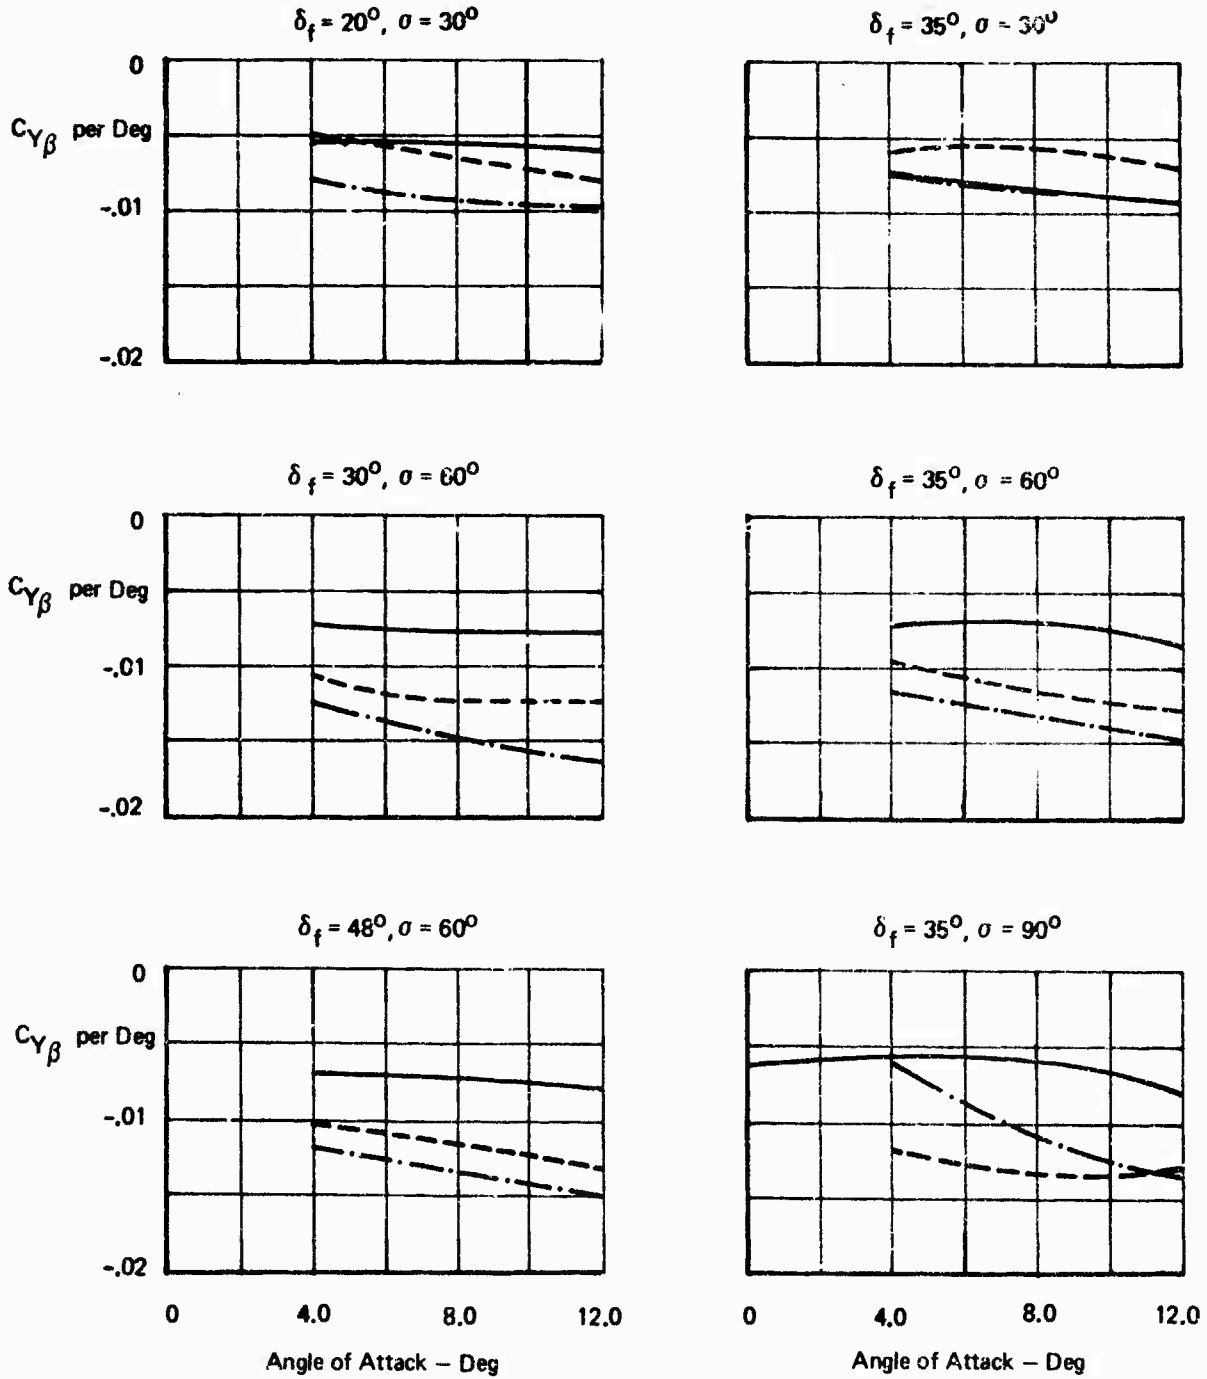 δf = 20°, σ = 30°
δf = 35°, σ = 30°
0
CYβ per Deg
-.01
-.02
δf = 30°, σ = 60°
δf = 35°, σ = 60°
0
CYβ per Deg
-.01
-.02
δf = 48°, σ = 60°
δf = 35°, σ = 90°
0
CYβ per Deg
-.01
-.02
0 4.0 8.0 12.0
0 4.0 8.0 12.0
Angle of Attack – Deg
Angle of Attack – Deg